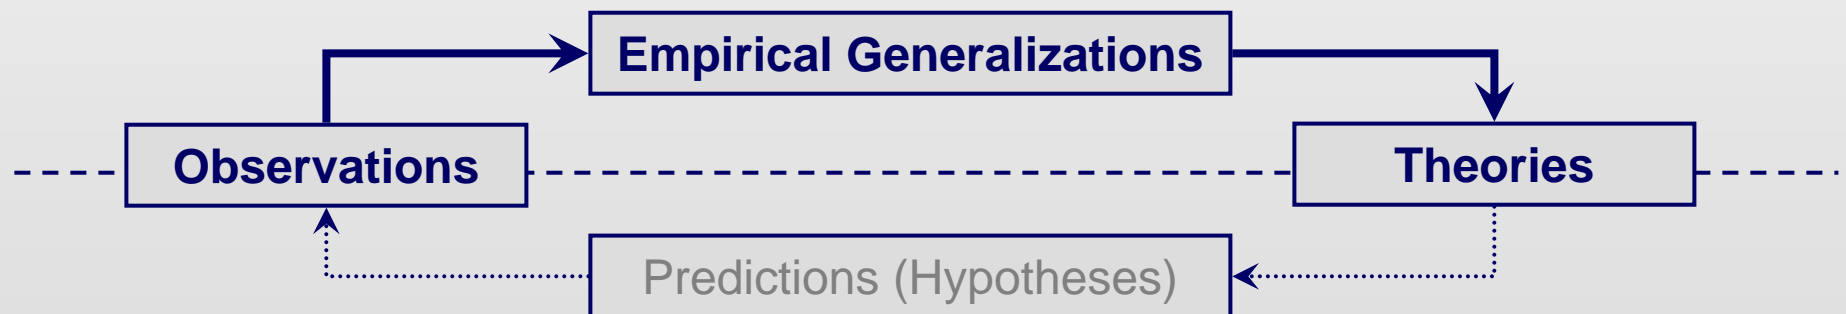 Empirical Generalizations
Observations
Theories
Predictions (Hypotheses)